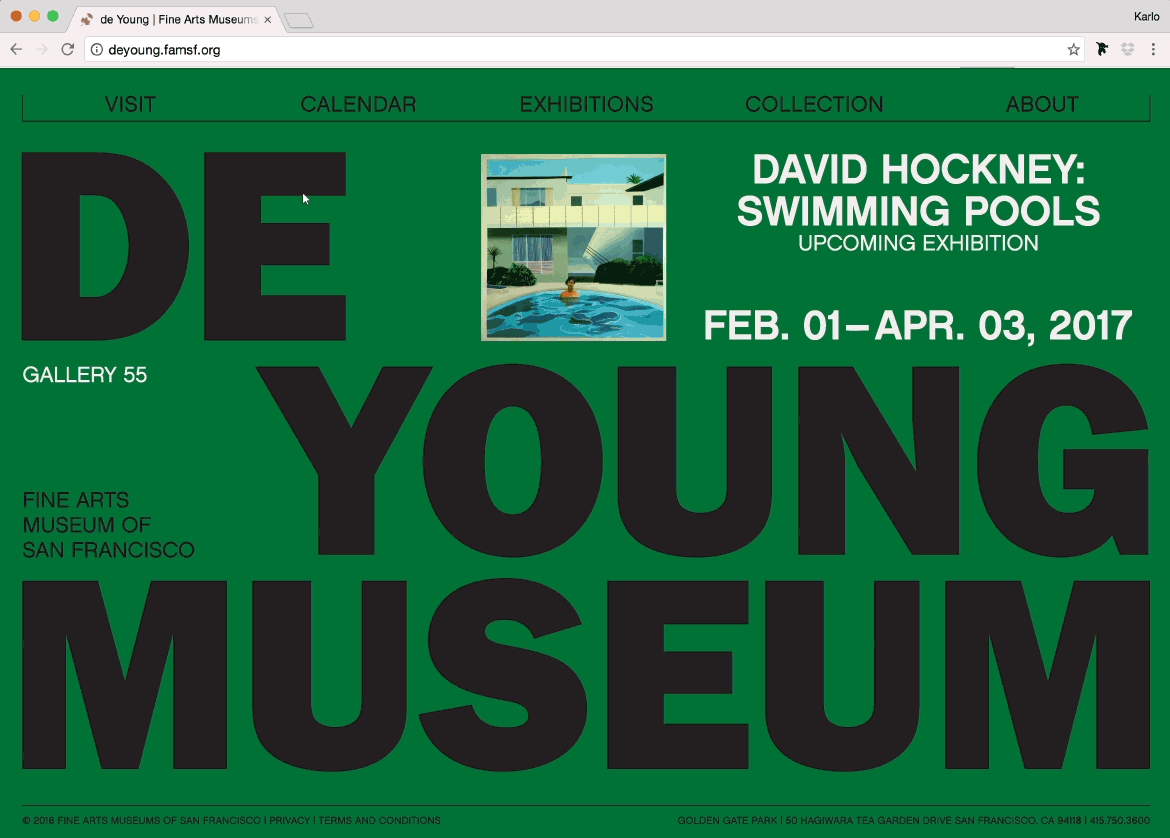 de Young | Fine Arts Museums
Karlo
deyoung.famsf.org
VISIT CALENDAR EXHIBITIONS COLLECTION ABOUT
DE
DAVID HOCKNEY:
SWIMMING POOLS
UPCOMING EXHIBITION
FEB. 01–APR. 03, 2017
GALLERY 55
YOUNG
FINE ARTS
MUSEUM OF
SAN FRANCISCO
MUSEUM
© 2016 FINE ARTS MUSEUMS OF SAN FRANCISCO | PRIVACY | TERMS AND CONDITIONS
GOLDEN GATE PARK | 50 HAGIWARA TEA GARDEN DRIVE SAN FRANCISCO, CA 94118 | 415.750.3600